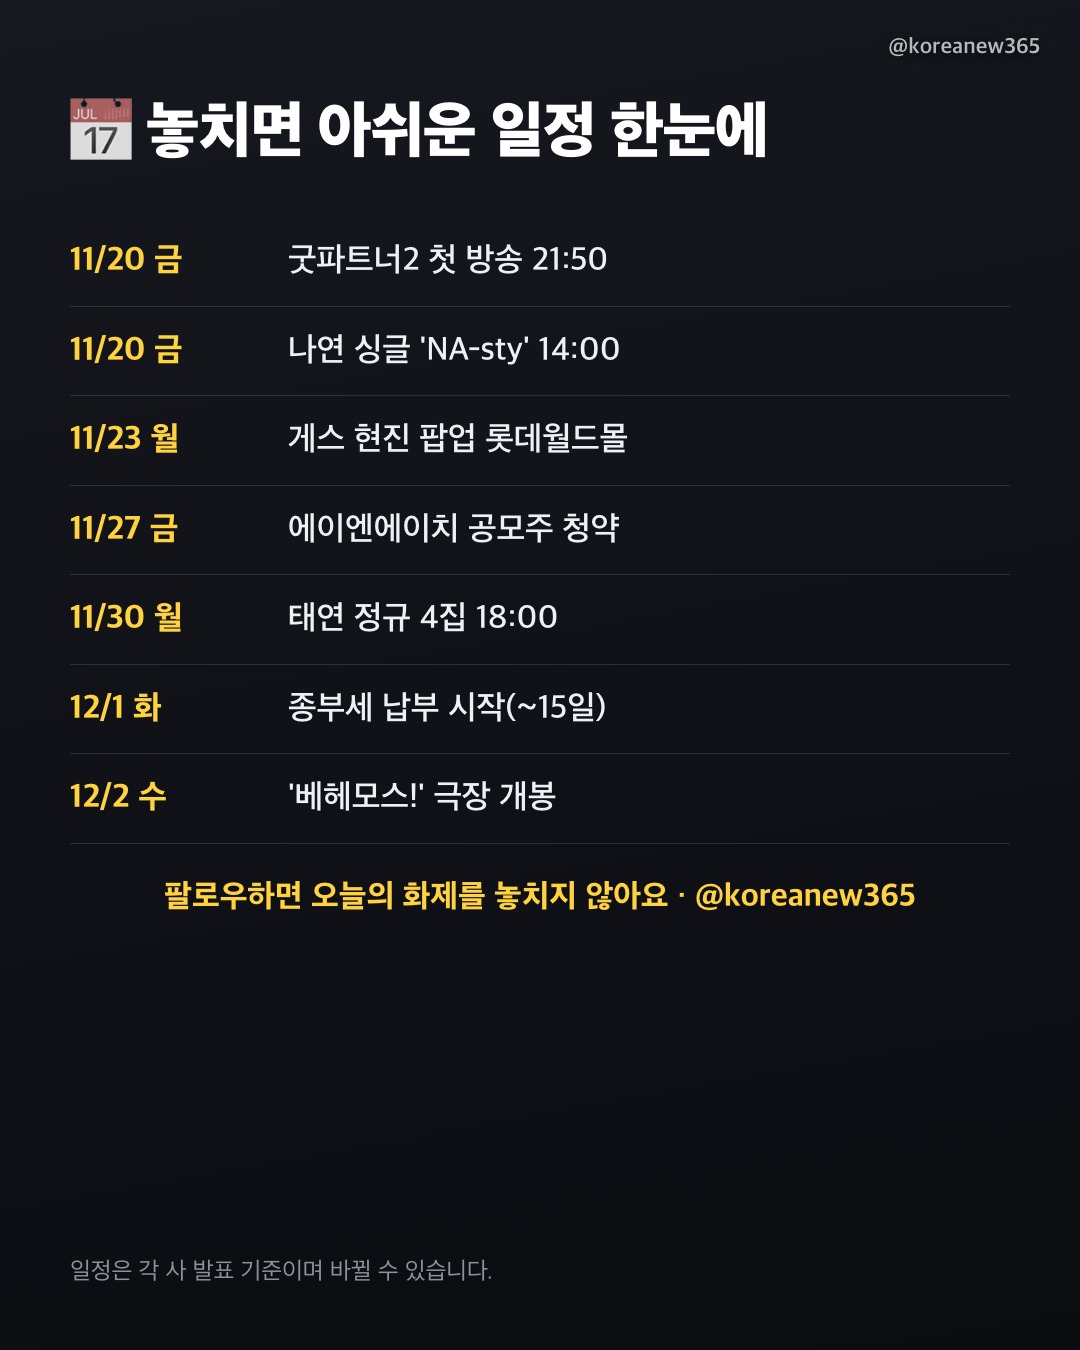 @koreanew365
JUL
17
놓치면 아쉬운 일정 한눈에
11/20 금 굿파트너2 첫 방송 21:50
11/20 금 나연 싱글 'NA-sty' 14:00
11/23 월 게스 현진 팝업 롯데월드몰
11/27 금 에이엔에이치 공모주 청약
11/30 월 태연 정규 4집 18:00
12/1 화 종부세 납부 시작(~15일)
12/2 수 '베헤모스!' 극장 개봉
팔로우하면 오늘의 화제를 놓치지 않아요 · @koreanew365
일정은 각 사 발표 기준이며 바뀔 수 있습니다.